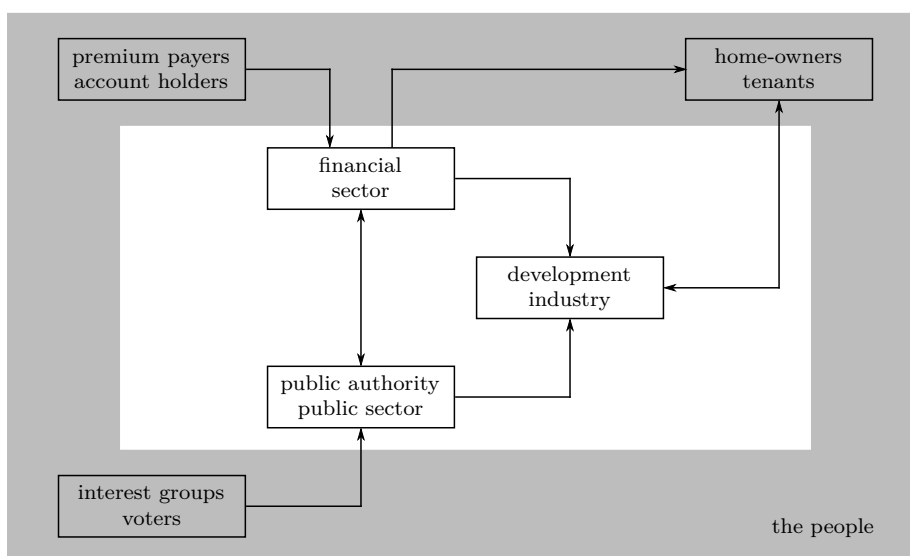 premium payers
account holders
home-owners
tenants
financial
sector
development
industry
public authority
public sector
interest groups
voters
the people